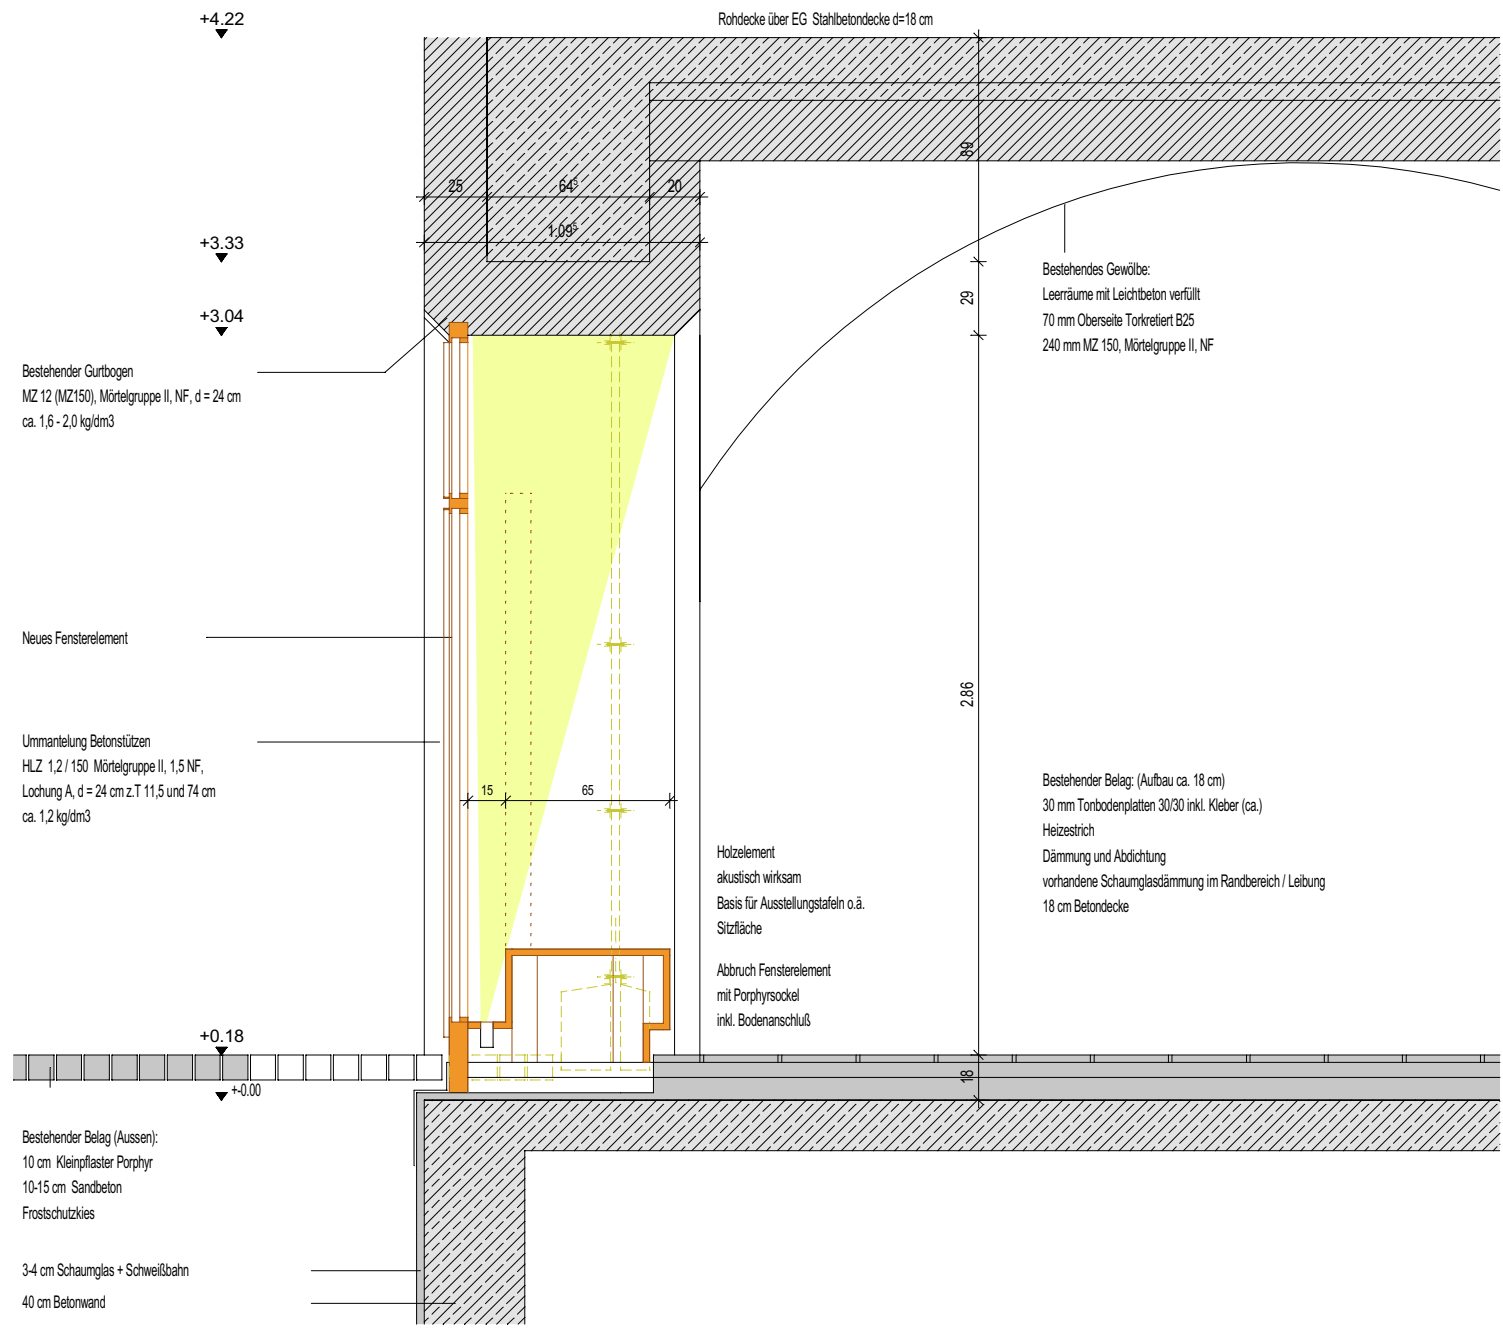 +4.22
Rohdecke über EG Stahlbetondecke d=18 cm
89
25
64⁵
20
1.09⁵
+3.33
Bestehendes Gewölbe:
Leerräume mit Leichtbeton verfüllt
70 mm Oberseite Torkretiert B25
240 mm MZ 150, Mörtelgruppe II, NF
29
+3.04
Bestehender Gurtbogen
MZ 12 (MZ150), Mörtelgruppe II, NF, d = 24 cm
ca. 1,6 - 2,0 kg/dm3
Neues Fensterelement
2.86
Ummantelung Betonstützen
HLZ 1,2 / 150 Mörtelgruppe II, 1,5 NF,
Lochung A, d = 24 cm z.T 11,5 und 74 cm
ca. 1,2 kg/dm3
15
65
Bestehender Belag: (Aufbau ca. 18 cm)
30 mm Tonbodenplatten 30/30 inkl. Kleber (ca.)
Heizestrich
Dämmung und Abdichtung
vorhandene Schaumglasdämmung im Randbereich / Leibung
18 cm Betondecke
Holzelement
akustisch wirksam
Basis für Ausstellungstafeln o.ä.
Sitzfläche
Abbruch Fensterelement
mit Porphyrsockel
inkl. Bodenanschluß
+0.18
18
+-0.00
Bestehender Belag (Aussen):
10 cm Kleinpflaster Porphyr
10-15 cm Sandbeton
Frostschutzkies
3-4 cm Schaumglas + Schweißbahn
40 cm Betonwand